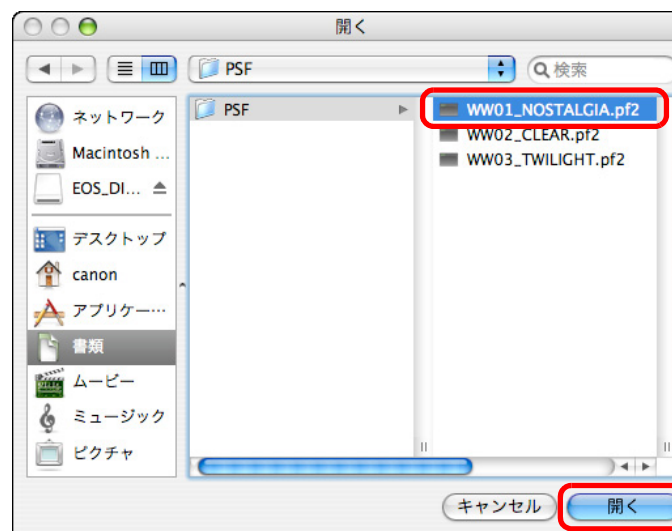 開く
PSF
検索
ネットワーク
Macintosh ...
EOS_DI...
デスクトップ
canon
アプリケー…
書類
ムービー
ミュージック
ピクチャ
PSF
WW01_NOSTALGIA.pf2
WW02_CLEAR.pf2
WW03_TWILIGHT.pf2
キャンセル
開く